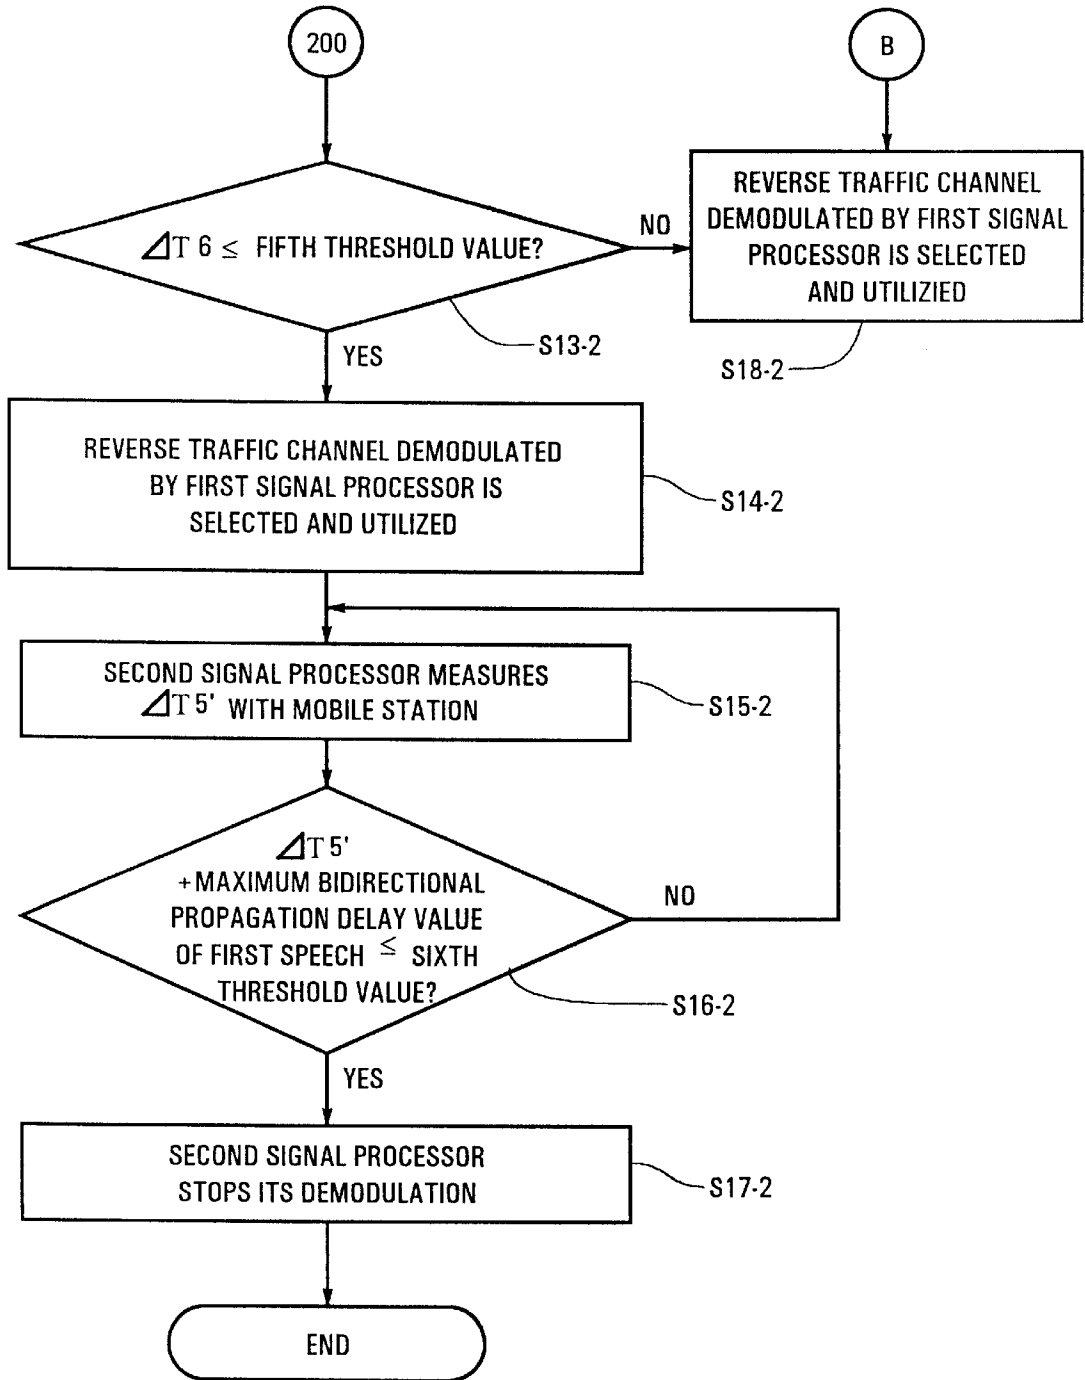 200
B
⊿T 6 ≤ FIFTH THRESHOLD VALUE?
NO
REVERSE TRAFFIC CHANNEL
DEMODULATED BY FIRST SIGNAL
PROCESSOR IS SELECTED
AND UTILIZIED
S13-2
S18-2
YES
REVERSE TRAFFIC CHANNEL DEMODULATED
BY FIRST SIGNAL PROCESSOR IS
SELECTED AND UTILIZED
S14-2
SECOND SIGNAL PROCESSOR MEASURES
⊿T 5' WITH MOBILE STATION
S15-2
⊿T 5'
+MAXIMUM BIDIRECTIONAL
PROPAGATION DELAY VALUE
OF FIRST SPEECH ≤ SIXTH
THRESHOLD VALUE?
NO
S16-2
YES
SECOND SIGNAL PROCESSOR
STOPS ITS DEMODULATION
S17-2
END